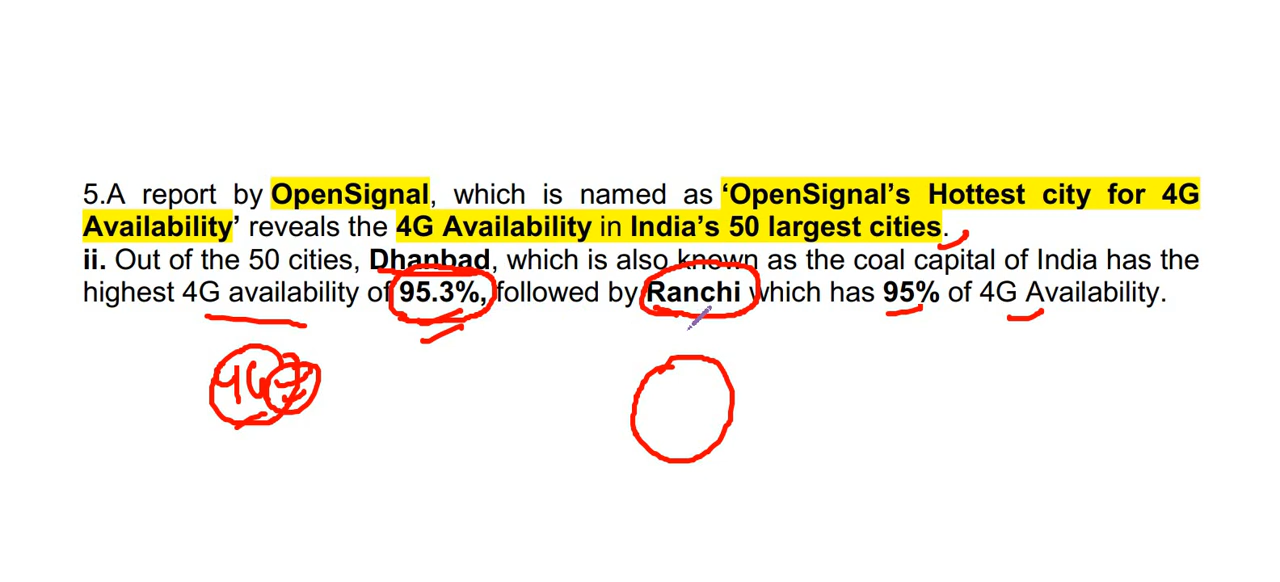 5.A report by OpenSignal, which is named as ‘OpenSignal’s Hottest city for 4G
Availability’ reveals the 4G Availability in India’s 50 largest cities.
ii. Out of the 50 cities, Dhanbad, which is also known as the coal capital of India has the
highest 4G availability of 95.3%, followed by Ranchi which has 95% of 4G Availability.
4G